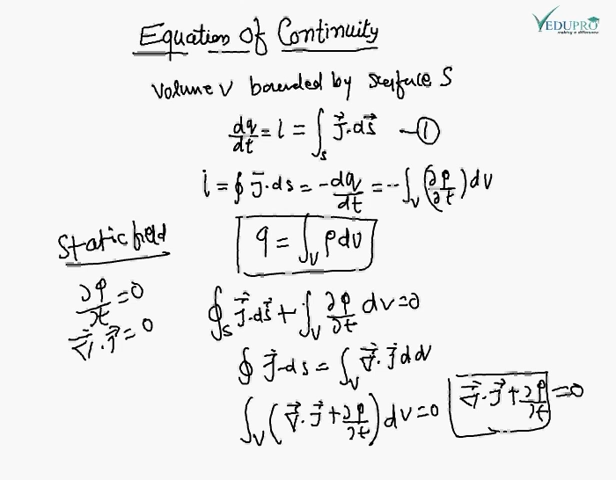 VEDUPRO
making a difference
Equation Of Continuity
Volume V bounded by surface S
dq/dt = i = ∫_S J⃗·ds⃗ —①
i = ∮ J̄·ds = -dq/dt = -∫_V (∂ρ/∂t) dv
Static field
q = ∫_V ρdv
∂ρ/∂t = 0
∇⃗·J⃗ = 0
∮_S J⃗·ds⃗ + ∫_V ∂ρ/∂t dv = 0
∮ J⃗·ds = ∫_V ∇⃗·J⃗ dv
∫_V (∇⃗·J⃗ + ∂ρ/∂t) dv = 0
∇⃗·J⃗ + ∂ρ/∂t = 0